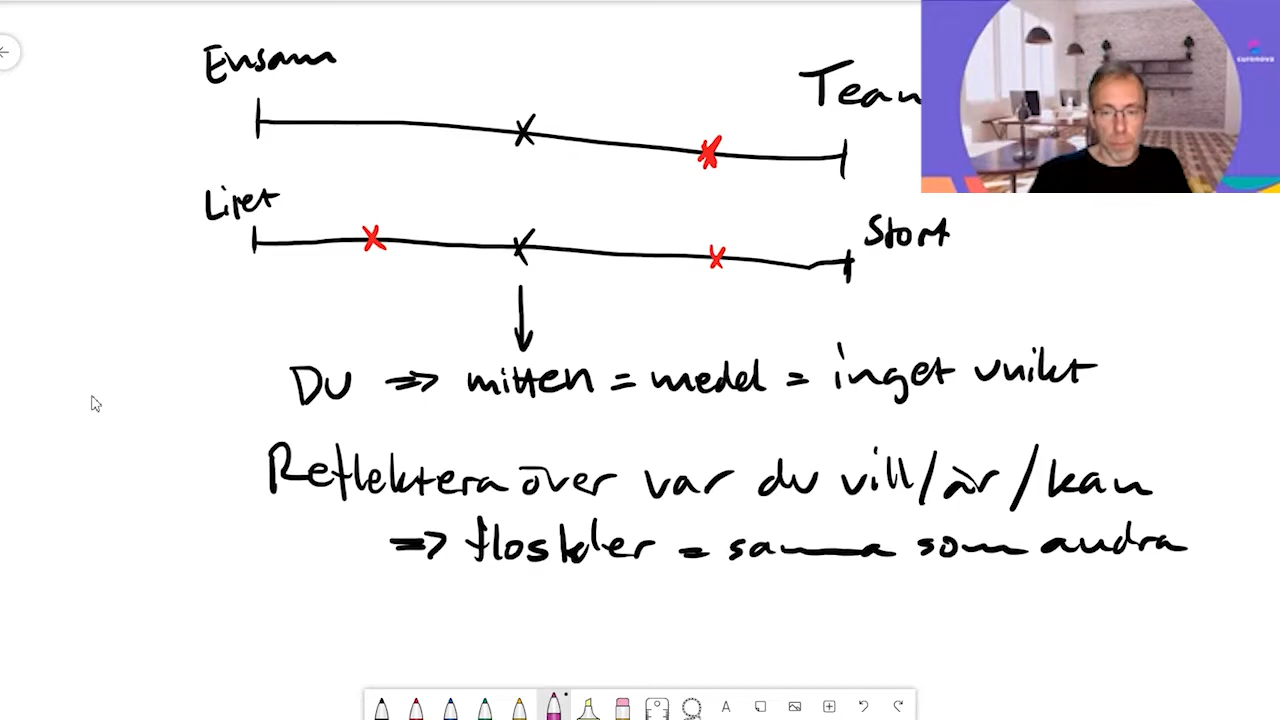 Ensam
Team
Litet
Stort
Du => mitten = medel = inget unikt
Reflektera över var du vill/är/kan
=> floskler = samma som andra
euronova
A